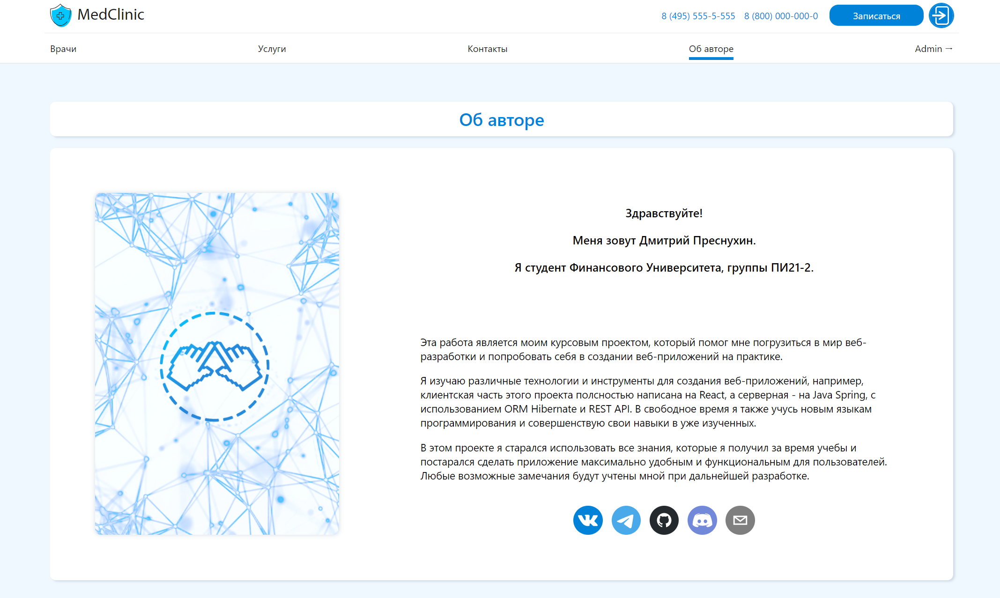 MedClinic
8 (495) 555-5-555 8 (800) 000-000-0
Записаться
Врачи
Услуги
Контакты
Об авторе
Admin →
Об авторе
Здравствуйте!
Меня зовут Дмитрий Преснухин.
Я студент Финансового Университета, группы ПИ21-2.
Эта работа является моим курсовым проектом, который помог мне погрузиться в мир веб-
разработки и попробовать себя в создании веб-приложений на практике.
Я изучаю различные технологии и инструменты для создания веб-приложений, например,
клиентская часть этого проекта полсностью написана на React, а серверная - на Java Spring, с
использованием ORM Hibernate и REST API. В свободное время я также учусь новым языкам
программирования и совершенствую свои навыки в уже изученных.
В этом проекте я старался использовать все знания, которые я получил за время учебы и
постарался сделать приложение максимально удобным и функциональным для пользователей.
Любые возможные замечания будут учтены мной при дальнейшей разработке.